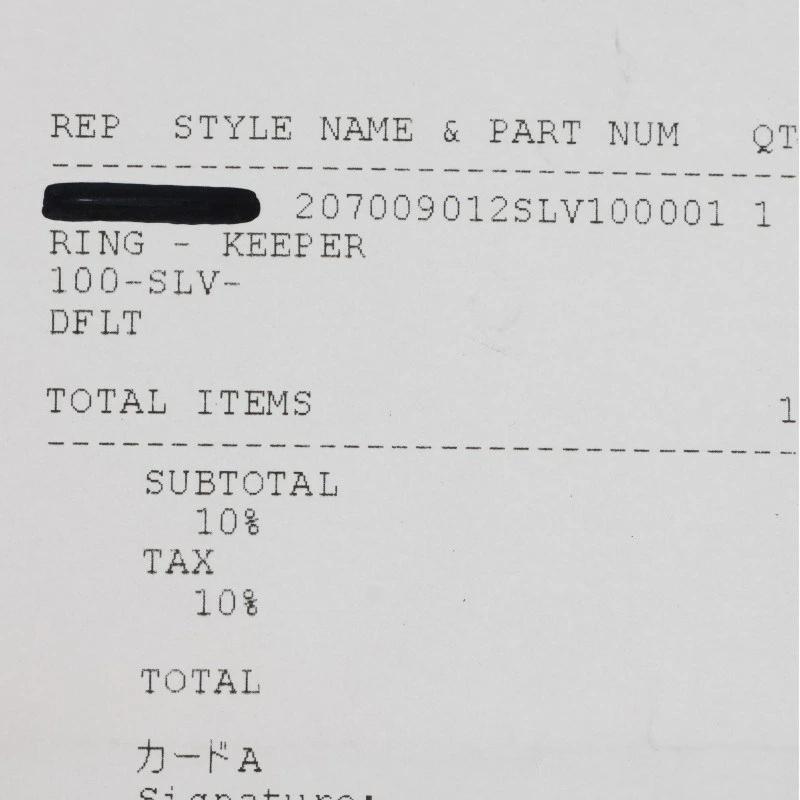 REP STYLE NAME & PART NUM QT
207009012SLV100001 1
RING - KEEPER
100-SLV-
DFLT
TOTAL ITEMS 1
SUBTOTAL
10%
TAX
10%
TOTAL
カードA
Signature: